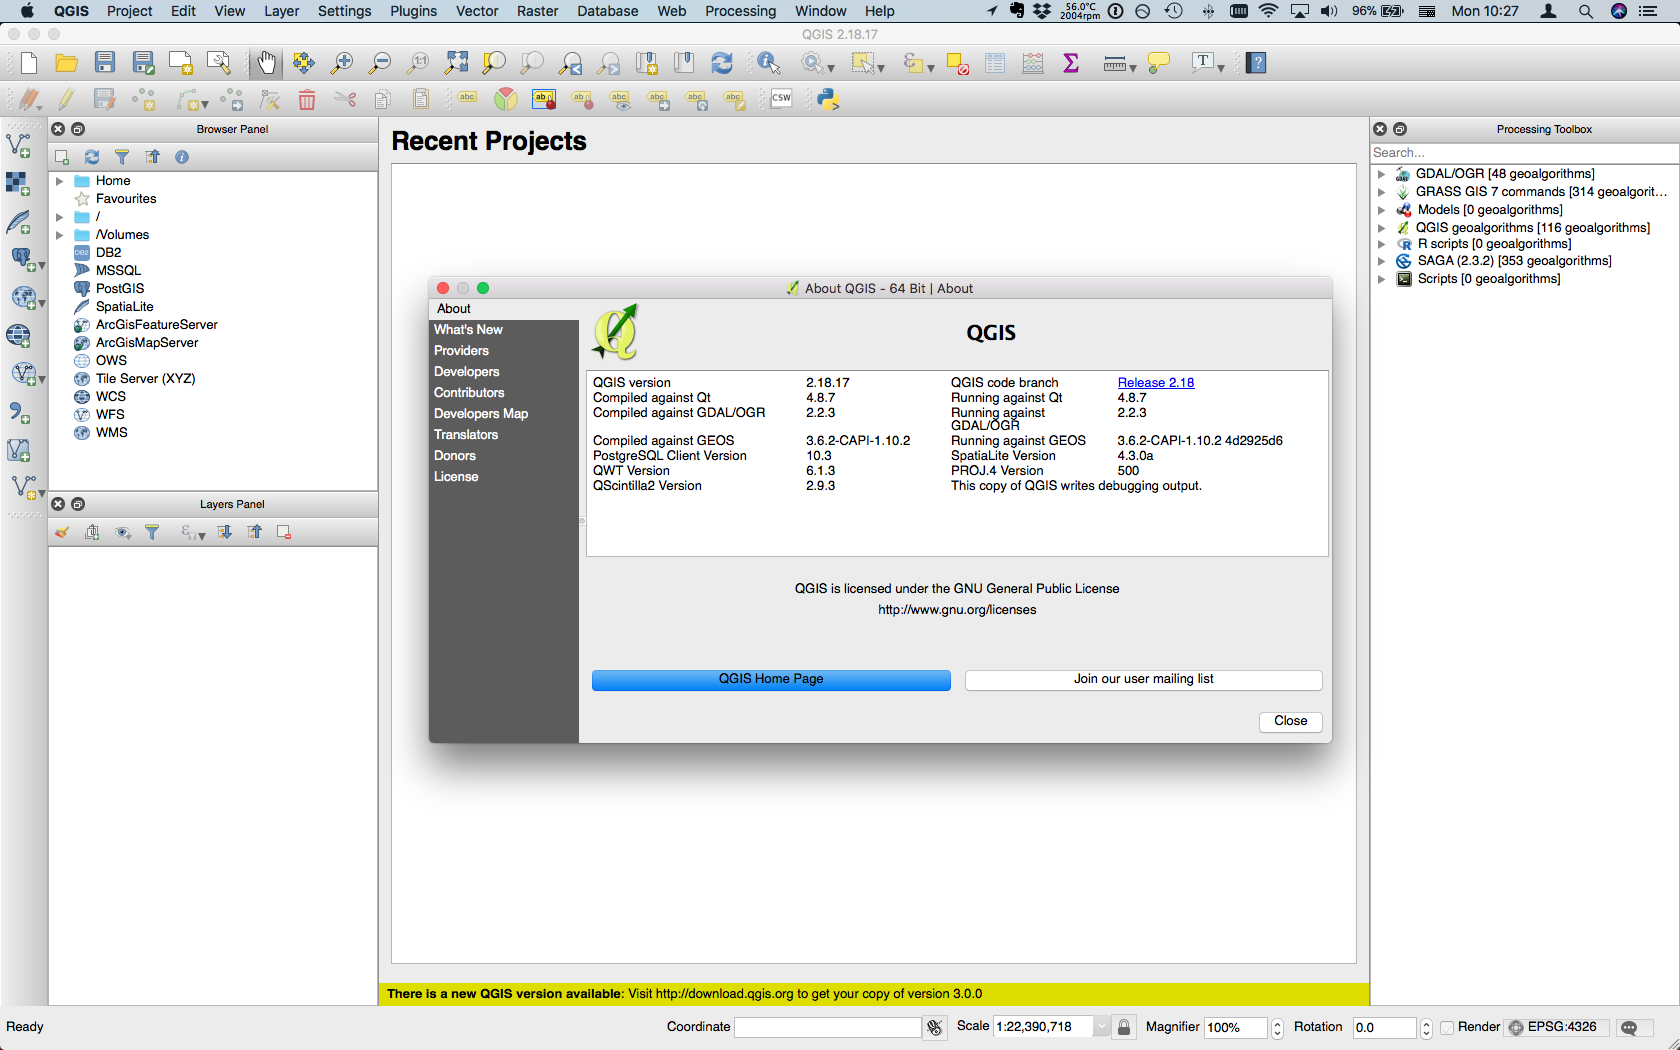 QGIS Project Edit View Layer Settings Plugins Vector Raster Database Web Processing Window Help 56.0°C 2004rpm 96% Mon 10:27
QGIS 2.18.17
Browser Panel
Home
Favourites
/
/Volumes
DB2
MSSQL
PostGIS
SpatiaLite
ArcGisFeatureServer
ArcGisMapServer
OWS
Tile Server (XYZ)
WCS
WFS
WMS
Layers Panel
Recent Projects
About QGIS - 64 Bit | About
About
What's New
Providers
Developers
Contributors
Developers Map
Translators
Donors
License
QGIS
QGIS version 2.18.17 QGIS code branch Release 2.18
Compiled against Qt 4.8.7 Running against Qt 4.8.7
Compiled against GDAL/OGR 2.2.3 Running against GDAL/OGR 2.2.3
Compiled against GEOS 3.6.2-CAPI-1.10.2 Running against GEOS 3.6.2-CAPI-1.10.2 4d2925d6
PostgreSQL Client Version 10.3 SpatiaLite Version 4.3.0a
QWT Version 6.1.3 PROJ.4 Version 500
QScintilla2 Version 2.9.3 This copy of QGIS writes debugging output.
QGIS is licensed under the GNU General Public License
http://www.gnu.org/licenses
QGIS Home Page Join our user mailing list
Close
Processing Toolbox
Search...
GDAL/OGR [48 geoalgorithms]
GRASS GIS 7 commands [314 geoalgorit...
Models [0 geoalgorithms]
QGIS geoalgorithms [116 geoalgorithms]
R scripts [0 geoalgorithms]
SAGA (2.3.2) [353 geoalgorithms]
Scripts [0 geoalgorithms]
There is a new QGIS version available: Visit http://download.qgis.org to get your copy of version 3.0.0
Ready Coordinate Scale 1:22,390,718 Magnifier 100% Rotation 0.0 Render EPSG:4326